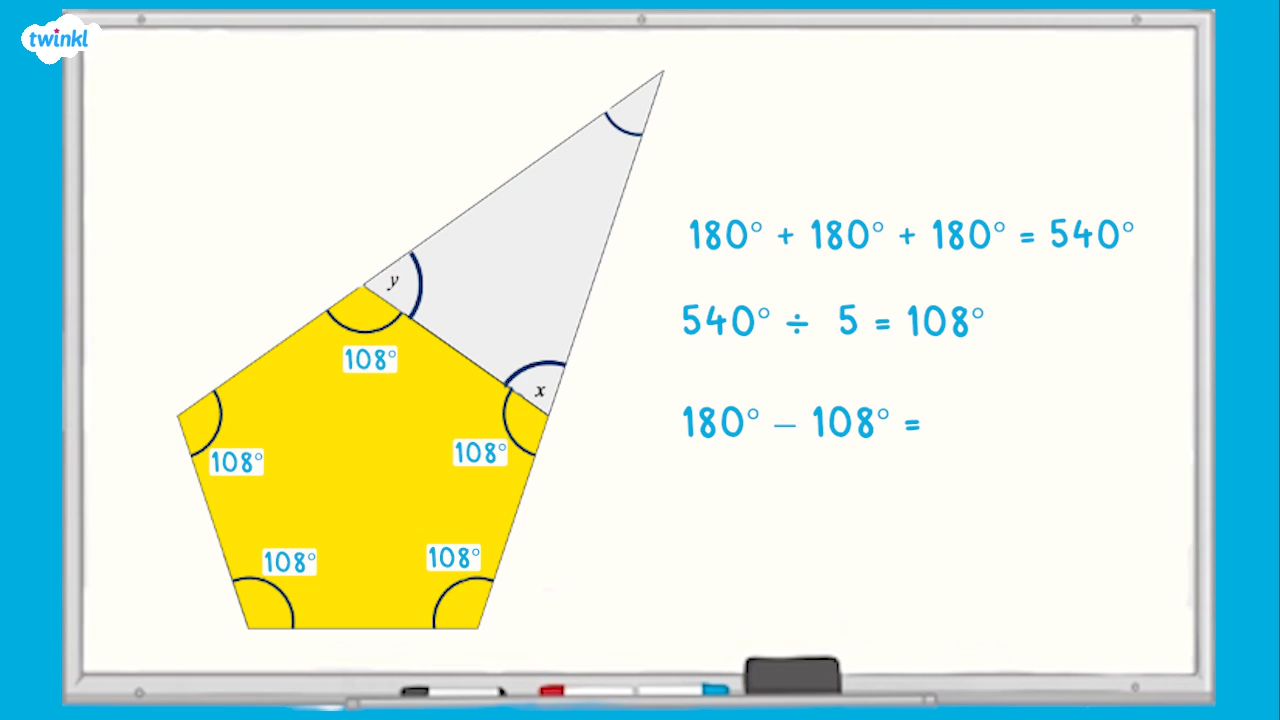 twinkl
180° + 180° + 180° = 540°
y
540° ÷ 5 = 108°
108°
x
180° – 108° =
108°
108°
108°
108°